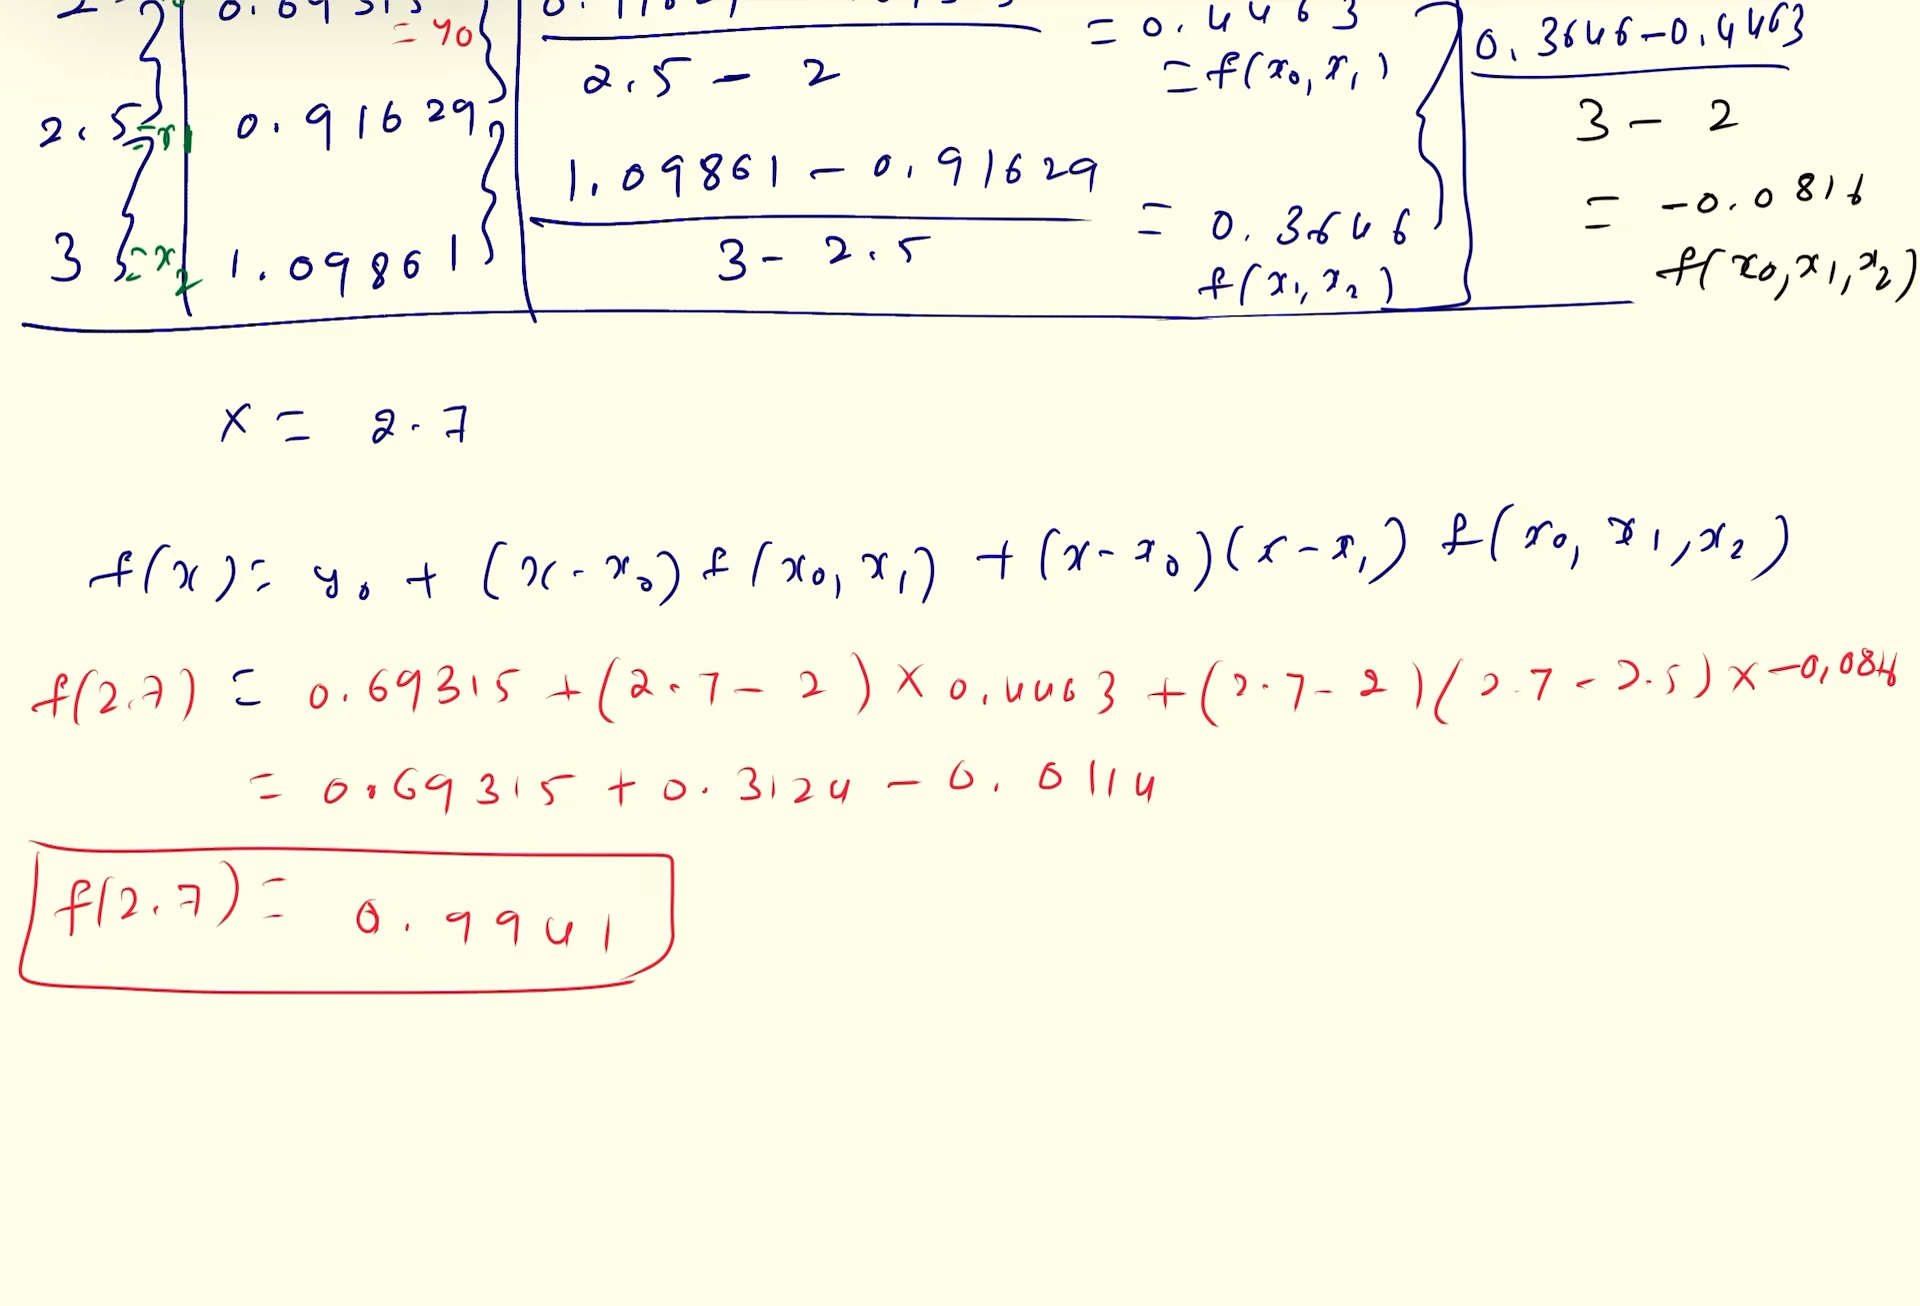 = y0
= 0.4463
0.3646-0.4463
2.5 - 2
= f(x0, x1)
2.5 = x1 0.91629
3 - 2
1.09861 - 0.91629
= -0.0816
3 = x2 1.09861
3 - 2.5
= 0.3646
f(x1, x2)
f(x0, x1, x2)
x = 2.7
f(x) = y0 + (x - x0) f(x0, x1) + (x - x0)(x - x1) f(x0, x1, x2)
f(2.7) = 0.69315 + (2.7 - 2) x 0.4463 + (2.7 - 2)(2.7 - 2.5) x
= 0.69315 + 0.3124 - 0.0114
f(2.7) = 0.9941